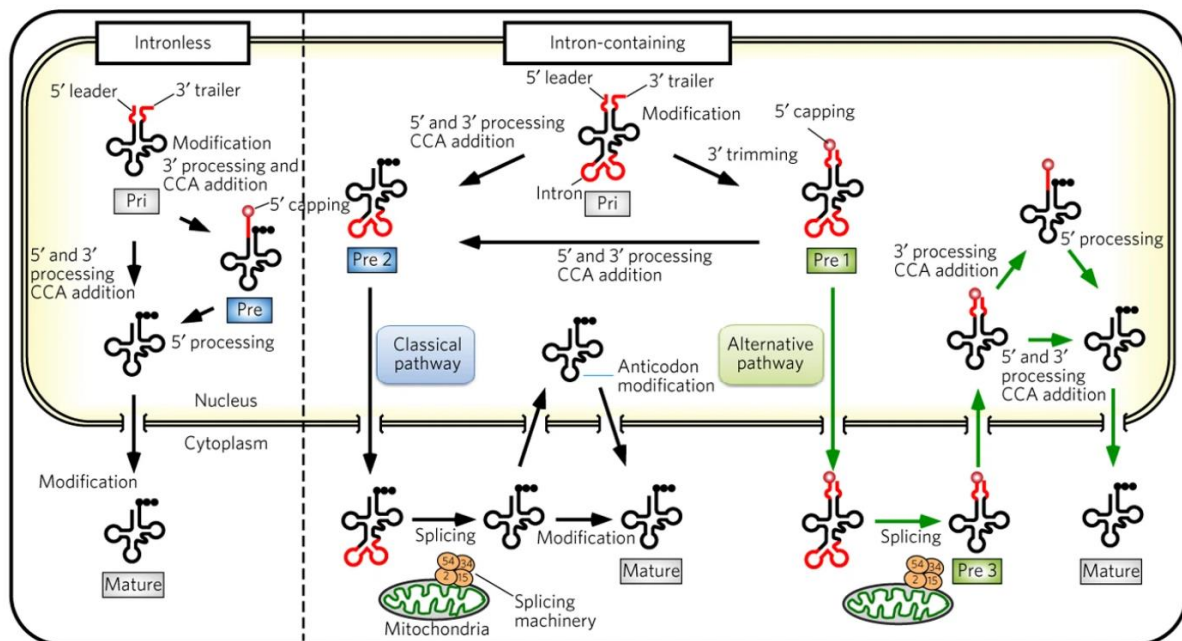 Intronless
5′ leader
3′ trailer
Modification
3′ processing and
CCA addition
Pri
5′ capping
5′ and 3′
processing
CCA addition
Pre
5′ processing
Nucleus
Cytoplasm
Modification
Mature
Intron-containing
5′ leader
3′ trailer
Modification
5′ and 3′ processing
CCA addition
3′ trimming
5′ capping
Intron
Pri
Pre 2
Pre 1
5′ and 3′ processing
CCA addition
Classical
pathway
Anticodon
modification
Alternative
pathway
Splicing
Modification
Mature
54
34
2
15
Splicing
machinery
Mitochondria
Splicing
54
34
2
15
Pre 3
3′ processing
CCA addition
5′ processing
5′ and 3′
processing
CCA addition
Mature